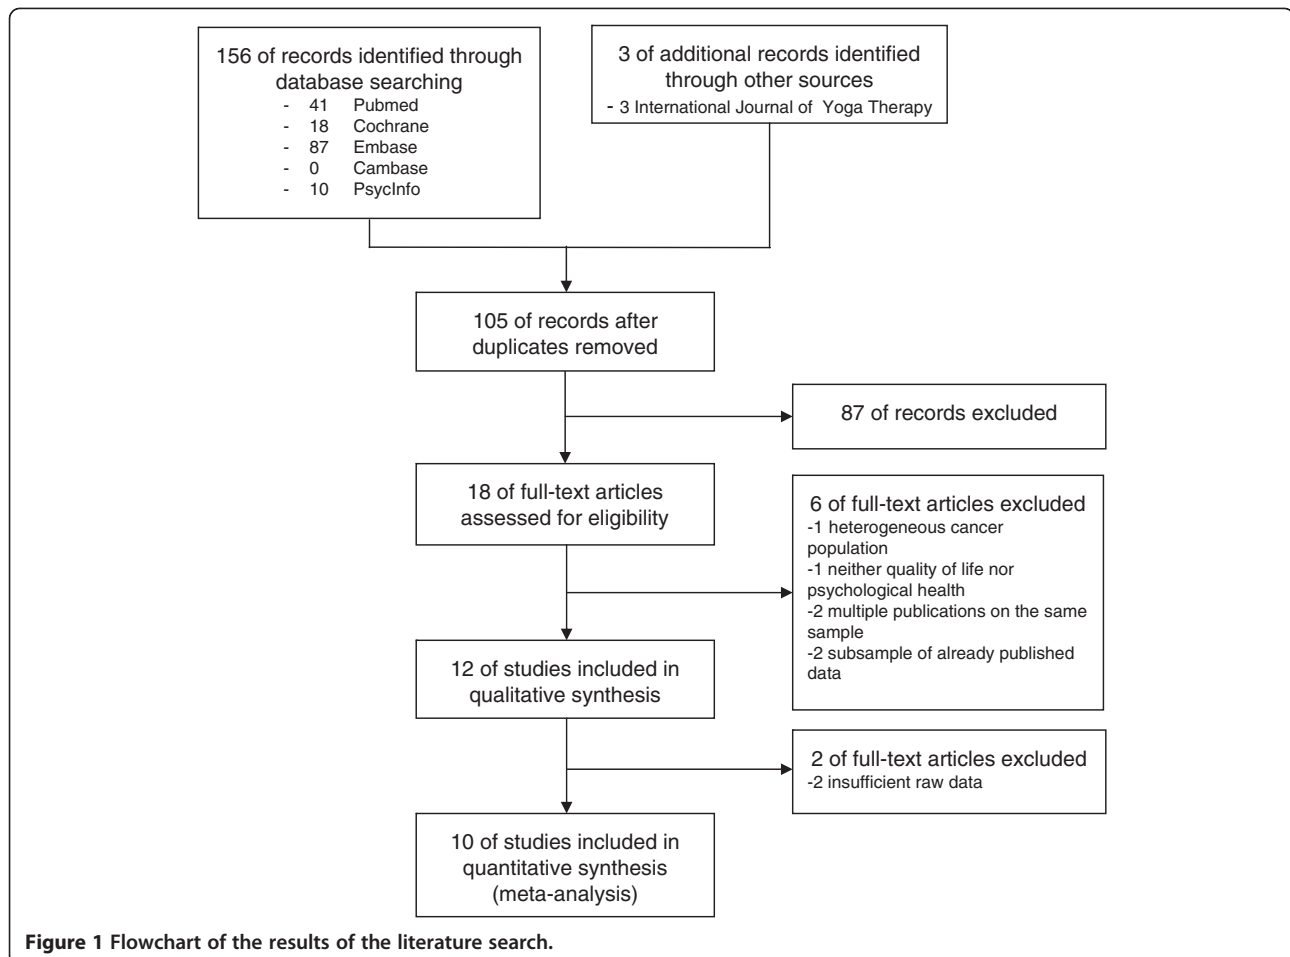 156 of records identified through
database searching
- 41 Pubmed
- 18 Cochrane
- 87 Embase
- 0 Cambase
- 10 PsycInfo
3 of additional records identified
through other sources
- 3 International Journal of Yoga Therapy
105 of records after
duplicates removed
87 of records excluded
18 of full-text articles
assessed for eligibility
6 of full-text articles excluded
-1 heterogeneous cancer
population
-1 neither quality of life nor
psychological health
-2 multiple publications on the same
sample
-2 subsample of already published
data
12 of studies included in
qualitative synthesis
2 of full-text articles excluded
-2 insufficient raw data
10 of studies included in
quantitative synthesis
(meta-analysis)
Figure 1 Flowchart of the results of the literature search.